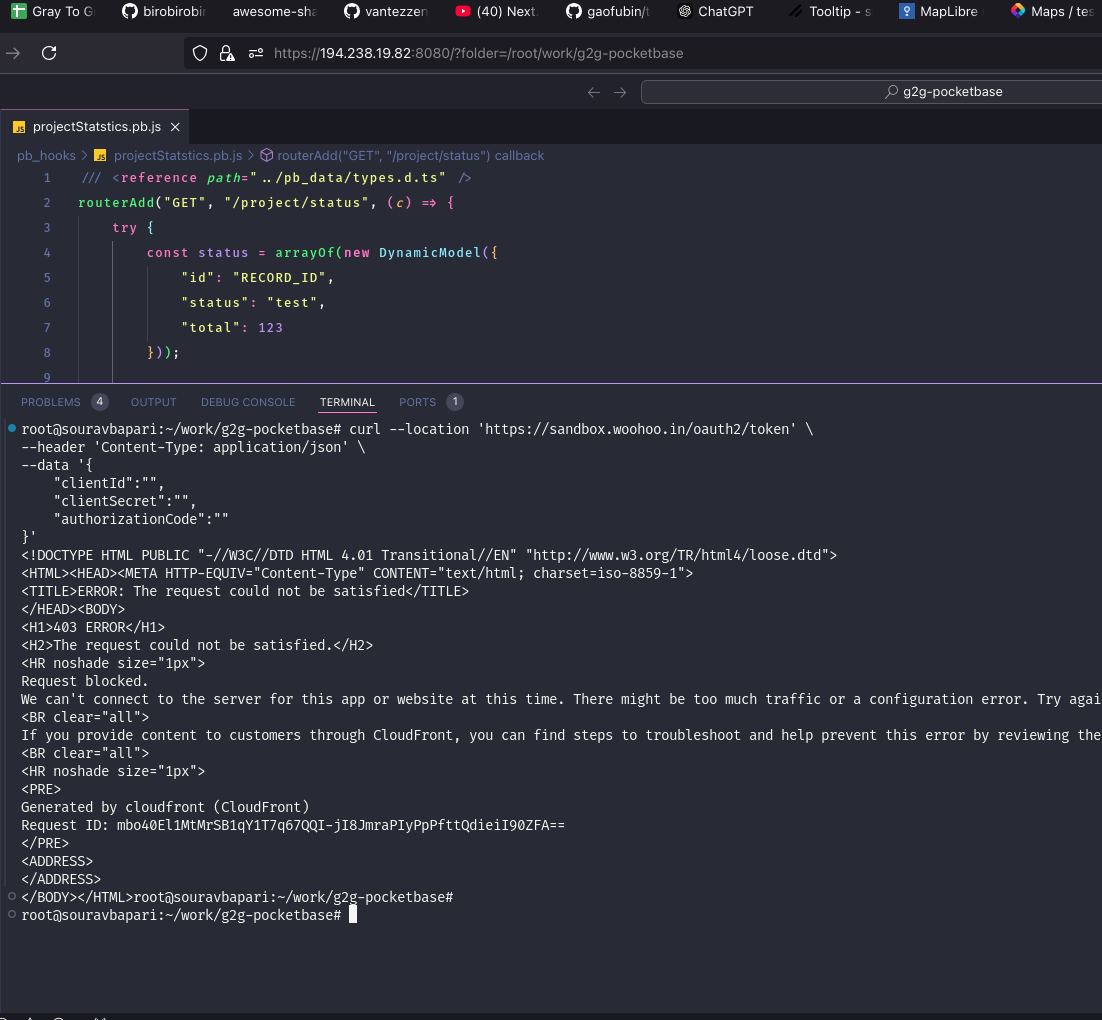 Gray To G
birobirobir
awesome-sha
vantezzen
(40) Next.
gaofubin/t
ChatGPT
Tooltip - s
MapLibre
Maps / tes
https://194.238.19.82:8080/?folder=/root/work/g2g-pocketbase
g2g-pocketbase
JS projectStatstics.pb.js
pb_hooks > JS projectStatstics.pb.js > routerAdd("GET", "/project/status") callback
1 /// <reference path="../pb_data/types.d.ts" />
2 routerAdd("GET", "/project/status", (c) => {
3 try {
4 const status = arrayOf(new DynamicModel({
5 "id": "RECORD_ID",
6 "status": "test",
7 "total": 123
8 }));
9
PROBLEMS 4 OUTPUT DEBUG CONSOLE TERMINAL PORTS 1
root@souravbapari:~/work/g2g-pocketbase# curl --location 'https://sandbox.woohoo.in/oauth2/token' \
--header 'Content-Type: application/json' \
--data '{
"clientId":"",
"clientSecret":"",
"authorizationCode":""
}'
<!DOCTYPE HTML PUBLIC "-//W3C//DTD HTML 4.01 Transitional//EN" "http://www.w3.org/TR/html4/loose.dtd">
<HTML><HEAD><META HTTP-EQUIV="Content-Type" CONTENT="text/html; charset=iso-8859-1">
<TITLE>ERROR: The request could not be satisfied</TITLE>
</HEAD><BODY>
<H1>403 ERROR</H1>
<H2>The request could not be satisfied.</H2>
<HR noshade size="1px">
Request blocked.
We can't connect to the server for this app or website at this time. There might be too much traffic or a configuration error. Try agai
<BR clear="all">
If you provide content to customers through CloudFront, you can find steps to troubleshoot and help prevent this error by reviewing the
<BR clear="all">
<HR noshade size="1px">
<PRE>
Generated by cloudfront (CloudFront)
Request ID: mbo40El1MtMrSB1qY1T7q67QQI-jI8JmraPIyPpPfttQdieiI90ZFA==
</PRE>
<ADDRESS>
</ADDRESS>
</BODY></HTML>root@souravbapari:~/work/g2g-pocketbase#
root@souravbapari:~/work/g2g-pocketbase#